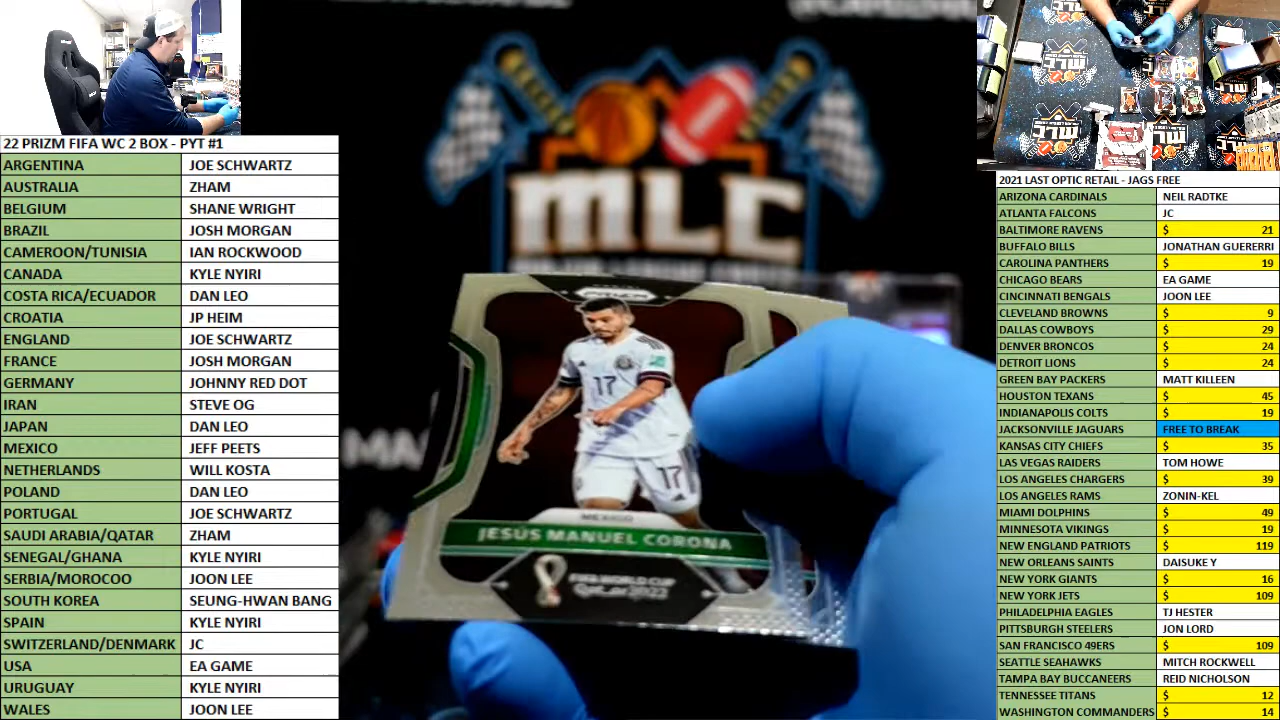 22 PRIZM FIFA WC 2 BOX - PYT #1
ARGENTINA JOE SCHWARTZ
AUSTRALIA ZHAM
BELGIUM SHANE WRIGHT
BRAZIL JOSH MORGAN
CAMEROON/TUNISIA IAN ROCKWOOD
CANADA KYLE NYIRI
COSTA RICA/ECUADOR DAN LEO
CROATIA JP HEIM
ENGLAND JOE SCHWARTZ
FRANCE JOSH MORGAN
GERMANY JOHNNY RED DOT
IRAN STEVE OG
JAPAN DAN LEO
MEXICO JEFF PEETS
NETHERLANDS WILL KOSTA
POLAND DAN LEO
PORTUGAL JOE SCHWARTZ
SAUDI ARABIA/QATAR ZHAM
SENEGAL/GHANA KYLE NYIRI
SERBIA/MOROCOO JOON LEE
SOUTH KOREA SEUNG-HWAN BANG
SPAIN KYLE NYIRI
SWITZERLAND/DENMARK JC
USA EA GAME
URUGUAY KYLE NYIRI
WALES JOON LEE
MLC
PRIZM
17
17
MEXICO
JESÚS MANUEL CORONA
FIFA WORLD CUP
Qatar2022
MLC
MLC
MLC
2021 LAST OPTIC RETAIL - JAGS FREE
ARIZONA CARDINALS NEIL RADTKE
ATLANTA FALCONS JC
BALTIMORE RAVENS $ 21
BUFFALO BILLS JONATHAN GUERERRI
CAROLINA PANTHERS $ 19
CHICAGO BEARS EA GAME
CINCINNATI BENGALS JOON LEE
CLEVELAND BROWNS $ 9
DALLAS COWBOYS $ 29
DENVER BRONCOS $ 24
DETROIT LIONS $ 24
GREEN BAY PACKERS MATT KILLEEN
HOUSTON TEXANS $ 45
INDIANAPOLIS COLTS $ 19
JACKSONVILLE JAGUARS FREE TO BREAK
KANSAS CITY CHIEFS $ 35
LAS VEGAS RAIDERS TOM HOWE
LOS ANGELES CHARGERS $ 39
LOS ANGELES RAMS ZONIN-KEL
MIAMI DOLPHINS $ 49
MINNESOTA VIKINGS $ 19
NEW ENGLAND PATRIOTS $ 119
NEW ORLEANS SAINTS DAISUKE Y
NEW YORK GIANTS $ 16
NEW YORK JETS $ 109
PHILADELPHIA EAGLES TJ HESTER
PITTSBURGH STEELERS JON LORD
SAN FRANCISCO 49ERS $ 109
SEATTLE SEAHAWKS MITCH ROCKWELL
TAMPA BAY BUCCANEERS REID NICHOLSON
TENNESSEE TITANS $ 12
WASHINGTON COMMANDERS $ 14